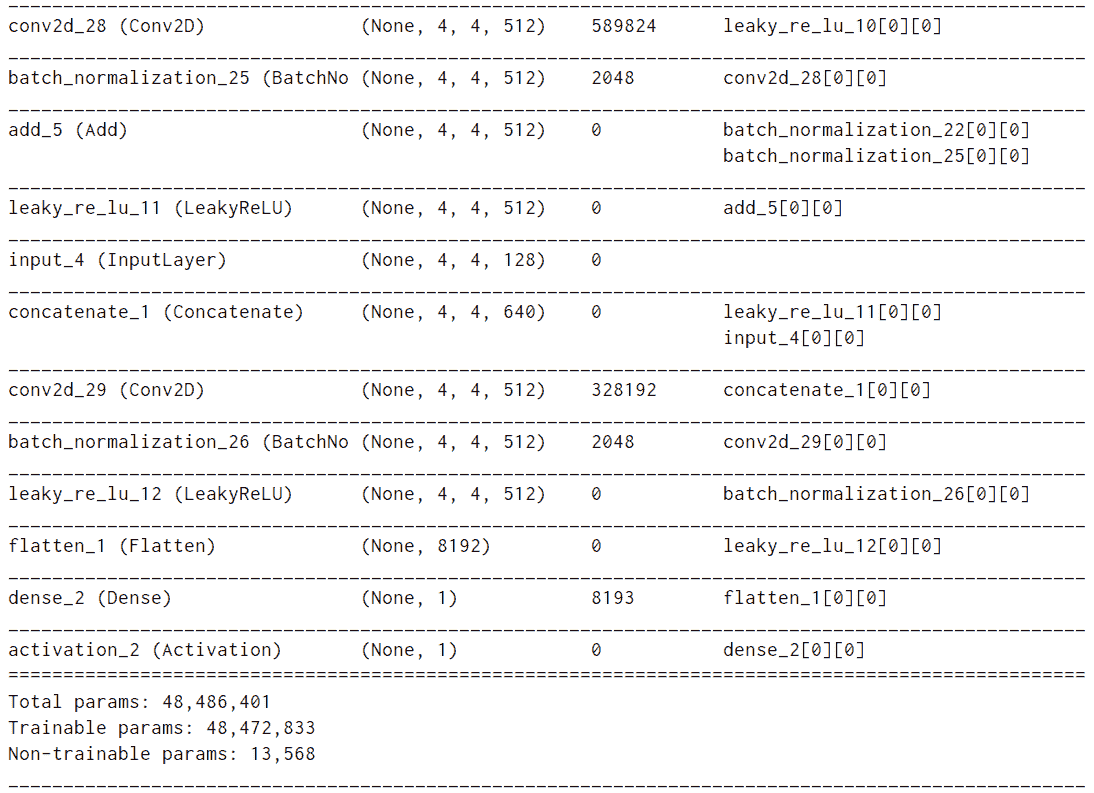 conv2d_28 (Conv2D) (None, 4, 4, 512) 589824 leaky_re_lu_10[0][0]
batch_normalization_25 (BatchNo (None, 4, 4, 512) 2048 conv2d_28[0][0]
add_5 (Add) (None, 4, 4, 512) 0 batch_normalization_22[0][0]
batch_normalization_25[0][0]
leaky_re_lu_11 (LeakyReLU) (None, 4, 4, 512) 0 add_5[0][0]
input_4 (InputLayer) (None, 4, 4, 128) 0
concatenate_1 (Concatenate) (None, 4, 4, 640) 0 leaky_re_lu_11[0][0]
input_4[0][0]
conv2d_29 (Conv2D) (None, 4, 4, 512) 328192 concatenate_1[0][0]
batch_normalization_26 (BatchNo (None, 4, 4, 512) 2048 conv2d_29[0][0]
leaky_re_lu_12 (LeakyReLU) (None, 4, 4, 512) 0 batch_normalization_26[0][0]
flatten_1 (Flatten) (None, 8192) 0 leaky_re_lu_12[0][0]
dense_2 (Dense) (None, 1) 8193 flatten_1[0][0]
activation_2 (Activation) (None, 1) 0 dense_2[0][0]
Total params: 48,486,401
Trainable params: 48,472,833
Non-trainable params: 13,568